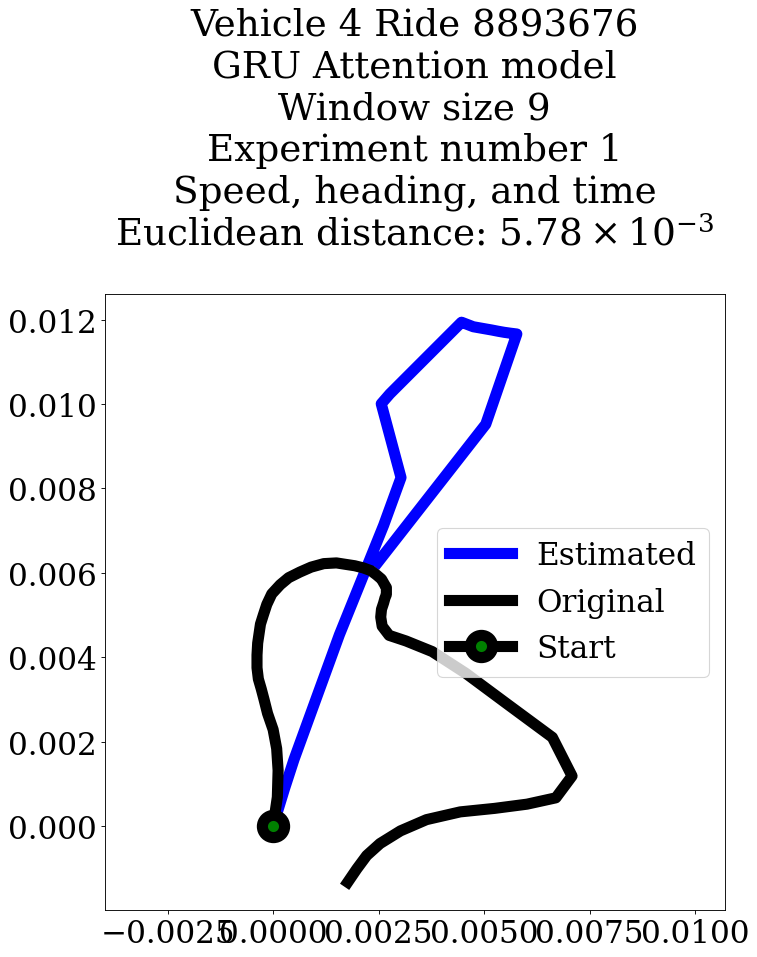 Vehicle 4 Ride 8893676
GRU Attention model
Window size 9
Experiment number 1
Speed, heading, and time
Euclidean distance: 5.78 × 10⁻³
0.012
0.010
0.008
0.006
0.004
0.002
0.000
Estimated
Original
Start
−0.0025 0.0000 0.0025 0.0050 0.0075 0.0100